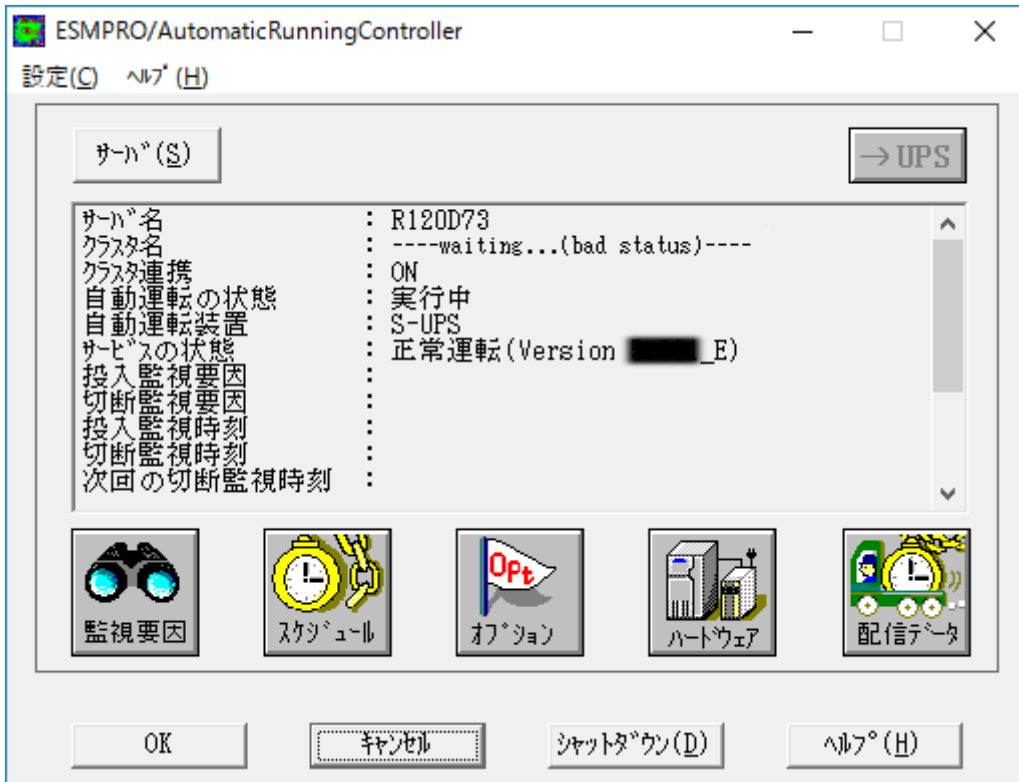 ESMPRO/AutomaticRunningController
設定(C) ﾍﾙﾌﾟ(H)
ｻｰﾊﾞ(S)
→UPS
ｻｰﾊﾞ名 : R120D73
ｸﾗｽﾀ名 : ----waiting...(bad status)----
ｸﾗｽﾀ連携 : ON
自動運転の状態 : 実行中
自動運転装置 : S-UPS
ｻｰﾋﾞｽの状態 : 正常運転(Version _E)
投入監視要因 :
切断監視要因 :
投入監視時刻 :
切断監視時刻 :
次回の切断監視時刻 :
監視要因
ｽｹｼﾞｭｰﾙ
Opt
ｵﾌﾟｼｮﾝ
ﾊｰﾄﾞｳｪｱ
配信ﾃﾞｰﾀ
OK
ｷｬﾝｾﾙ
ｼｬｯﾄﾀﾞｳﾝ(D)
ﾍﾙﾌﾟ(H)